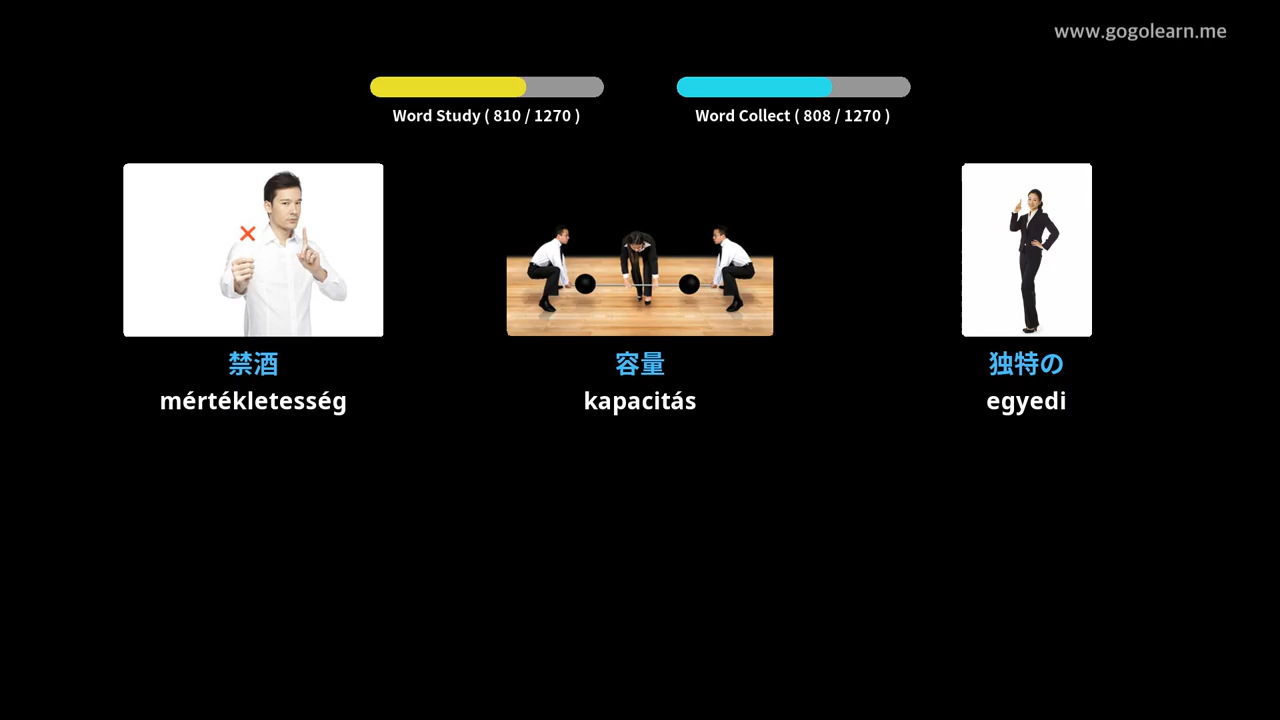 www.gogolearn.me
Word Study ( 810 / 1270 )
Word Collect ( 808 / 1270 )
禁酒
mértékletesség
容量
kapacitás
独特の
egyedi